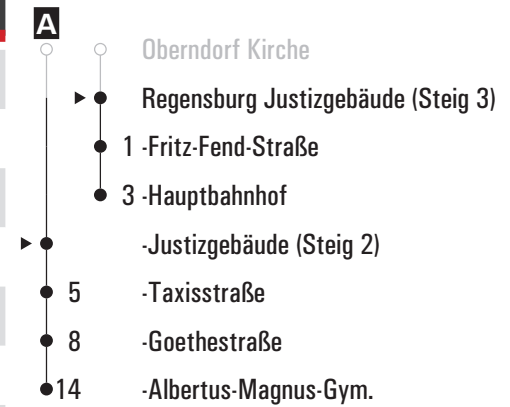 A
Oberndorf Kirche
Regensburg Justizgebäude (Steig 3)
1 -Fritz-Fend-Straße
3 -Hauptbahnhof
-Justizgebäude (Steig 2)
5 -Taxisstraße
8 -Goethestraße
14 -Albertus-Magnus-Gym.